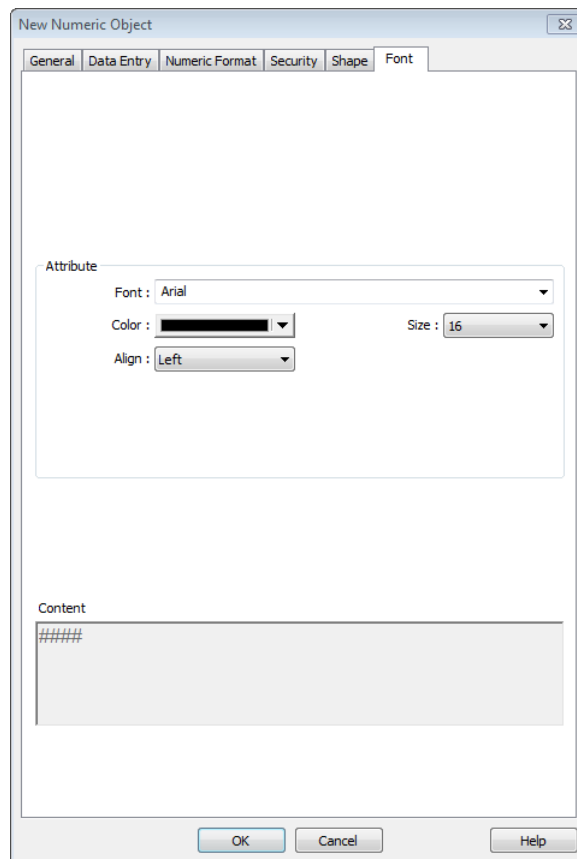 New Numeric Object
General Data Entry Numeric Format Security Shape Font
Attribute
Font : Arial
Color : Size : 16
Align : Left
Content
####
OK Cancel Help